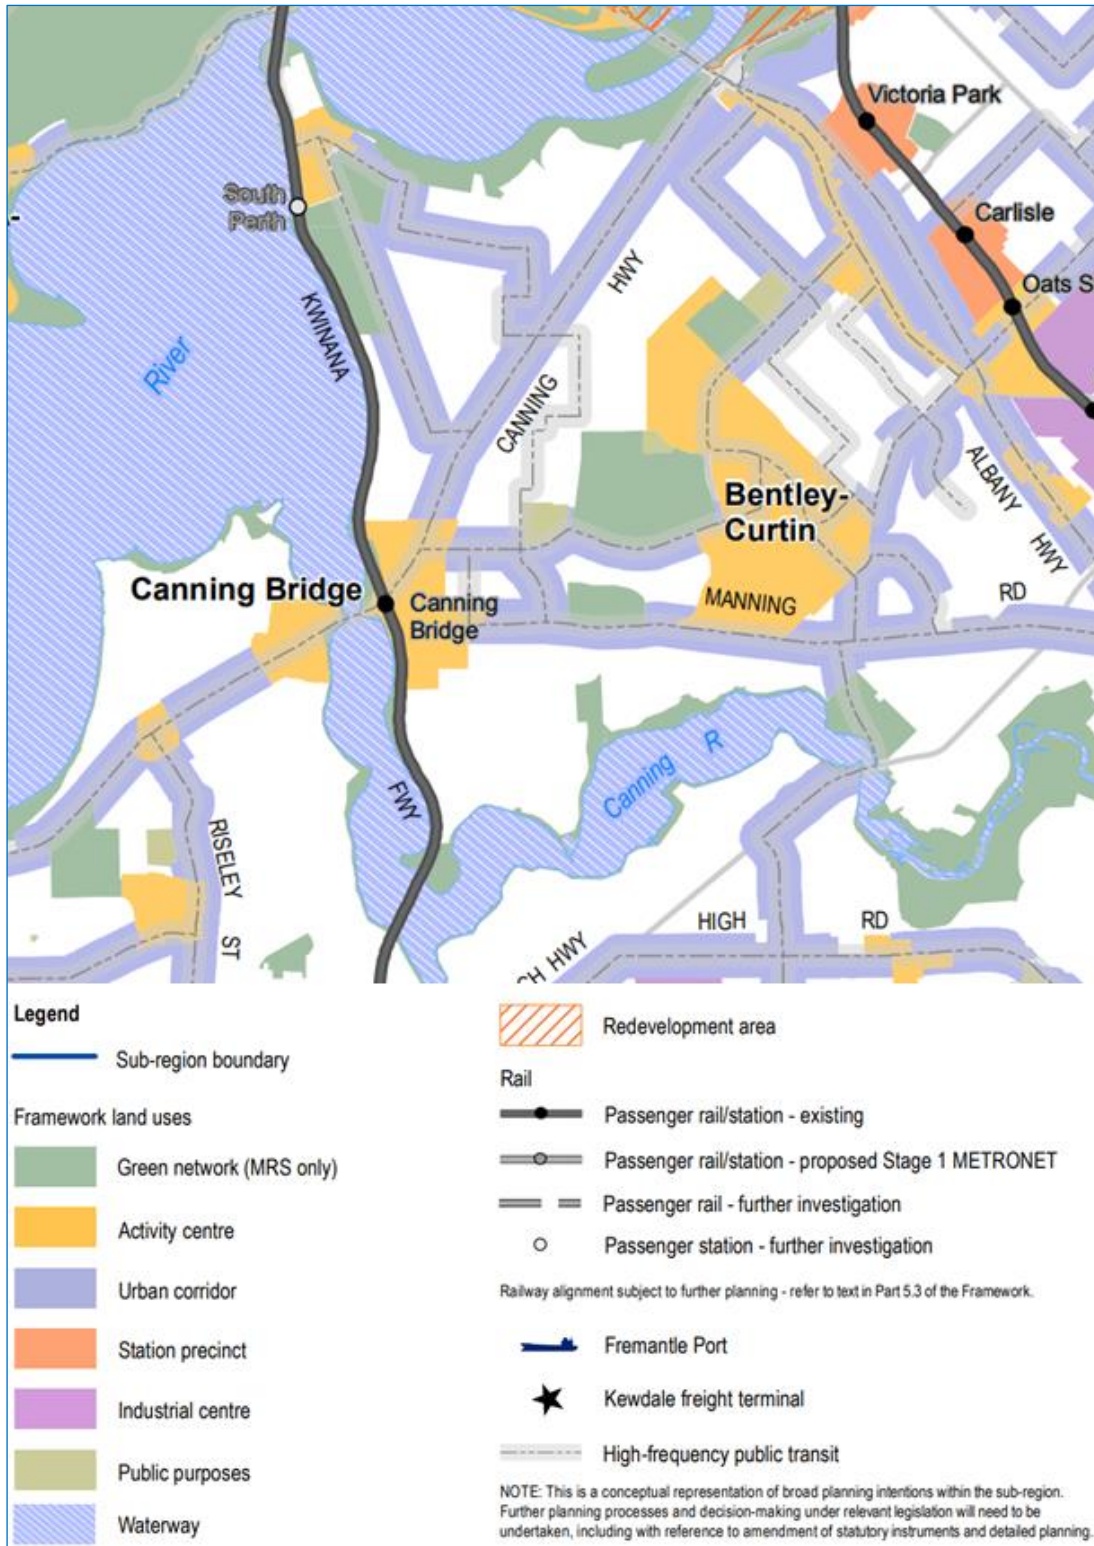 Victoria Park
South
Perth
Carlisle
Oats S
HWY
KWINANA
River
CANNING
ALBANY
HWY
Bentley-
Curtin
Canning Bridge
Canning
Bridge
MANNING
RD
Canning R
FWY
RISELEY
ST
HIGH
RD
CH HWY
Legend
Sub-region boundary
Framework land uses
Green network (MRS only)
Activity centre
Urban corridor
Station precinct
Industrial centre
Public purposes
Waterway
Redevelopment area
Rail
Passenger rail/station - existing
Passenger rail/station - proposed Stage 1 METRONET
Passenger rail - further investigation
Passenger station - further investigation
Railway alignment subject to further planning - refer to text in Part 5.3 of the Framework.
Fremantle Port
Kewdale freight terminal
High-frequency public transit
NOTE: This is a conceptual representation of broad planning intentions within the sub-region.
Further planning processes and decision-making under relevant legislation will need to be
undertaken, including with reference to amendment of statutory instruments and detailed planning.